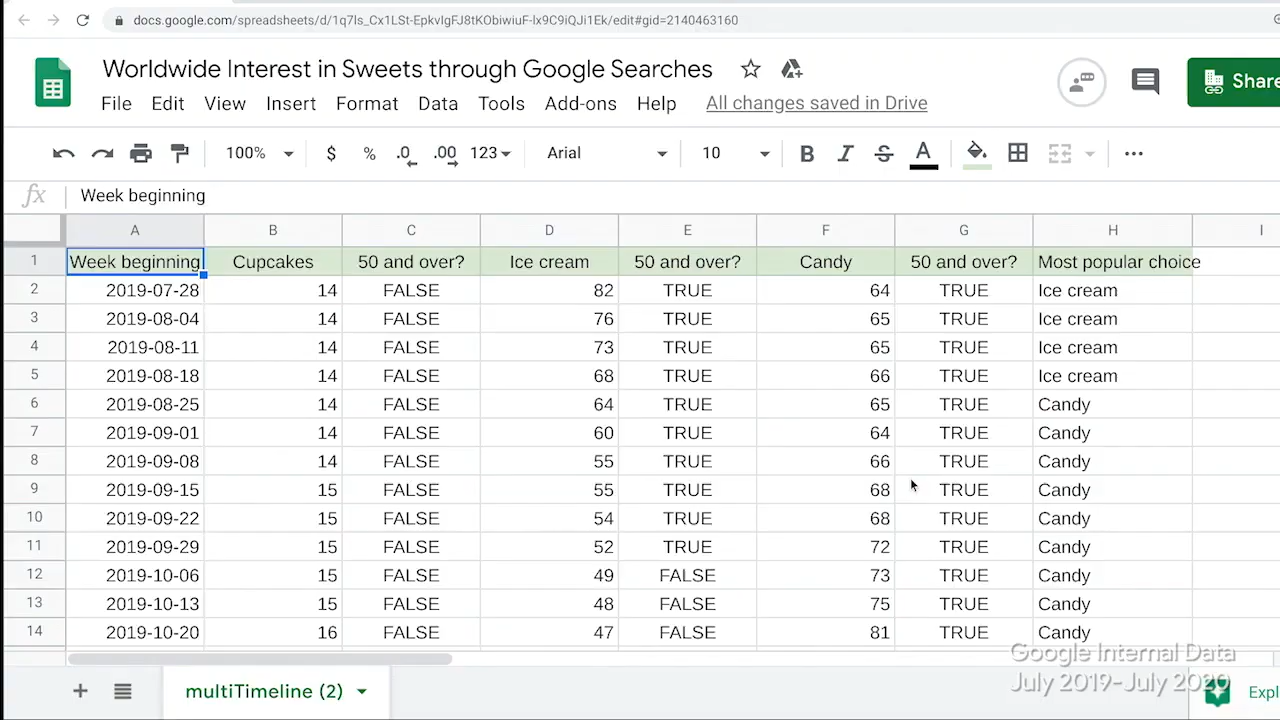 docs.google.com/spreadsheets/d/1q7ls_Cx1LSt-EpkvIgFJ8tKObiwiuF-lx9C9iQJi1Ek/edit#gid=2140463160
Worldwide Interest in Sweets through Google Searches
File Edit View Insert Format Data Tools Add-ons Help All changes saved in Drive
Share
100% $ % .0 .00 123 Arial 10 B I S A
fx Week beginning
A B C D E F G H I
1 Week beginning Cupcakes 50 and over? Ice cream 50 and over? Candy 50 and over? Most popular choice
2 2019-07-28 14 FALSE 82 TRUE 64 TRUE Ice cream
3 2019-08-04 14 FALSE 76 TRUE 65 TRUE Ice cream
4 2019-08-11 14 FALSE 73 TRUE 65 TRUE Ice cream
5 2019-08-18 14 FALSE 68 TRUE 66 TRUE Ice cream
6 2019-08-25 14 FALSE 64 TRUE 65 TRUE Candy
7 2019-09-01 14 FALSE 60 TRUE 64 TRUE Candy
8 2019-09-08 14 FALSE 55 TRUE 66 TRUE Candy
9 2019-09-15 15 FALSE 55 TRUE 68 TRUE Candy
10 2019-09-22 15 FALSE 54 TRUE 68 TRUE Candy
11 2019-09-29 15 FALSE 52 TRUE 72 TRUE Candy
12 2019-10-06 15 FALSE 49 FALSE 73 TRUE Candy
13 2019-10-13 15 FALSE 48 FALSE 75 TRUE Candy
14 2019-10-20 16 FALSE 47 FALSE 81 TRUE Candy
Google Internal Data
July 2019-July 2020
multiTimeline (2)
Expl